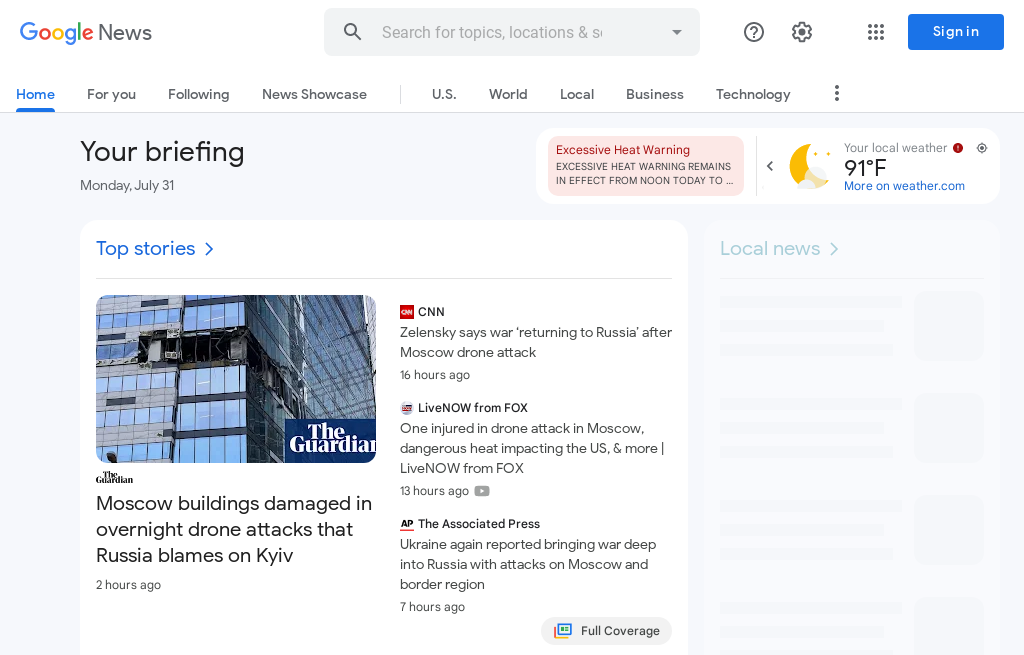 Google News
Search for topics, locations & s
Sign in
Home
For you
Following
News Showcase
U.S.
World
Local
Business
Technology
Your briefing
Monday, July 31
Excessive Heat Warning
EXCESSIVE HEAT WARNING REMAINS
IN EFFECT FROM NOON TODAY TO ...
Your local weather
91°F
More on weather.com
Top stories
The
Guardian
The
Guardian
Moscow buildings damaged in
overnight drone attacks that
Russia blames on Kyiv
2 hours ago
CNN
CNN
Zelensky says war ‘returning to Russia’ after
Moscow drone attack
16 hours ago
LiveNOW from FOX
One injured in drone attack in Moscow,
dangerous heat impacting the US, & more |
LiveNOW from FOX
13 hours ago
AP The Associated Press
Ukraine again reported bringing war deep
into Russia with attacks on Moscow and
border region
7 hours ago
Full Coverage
Local news